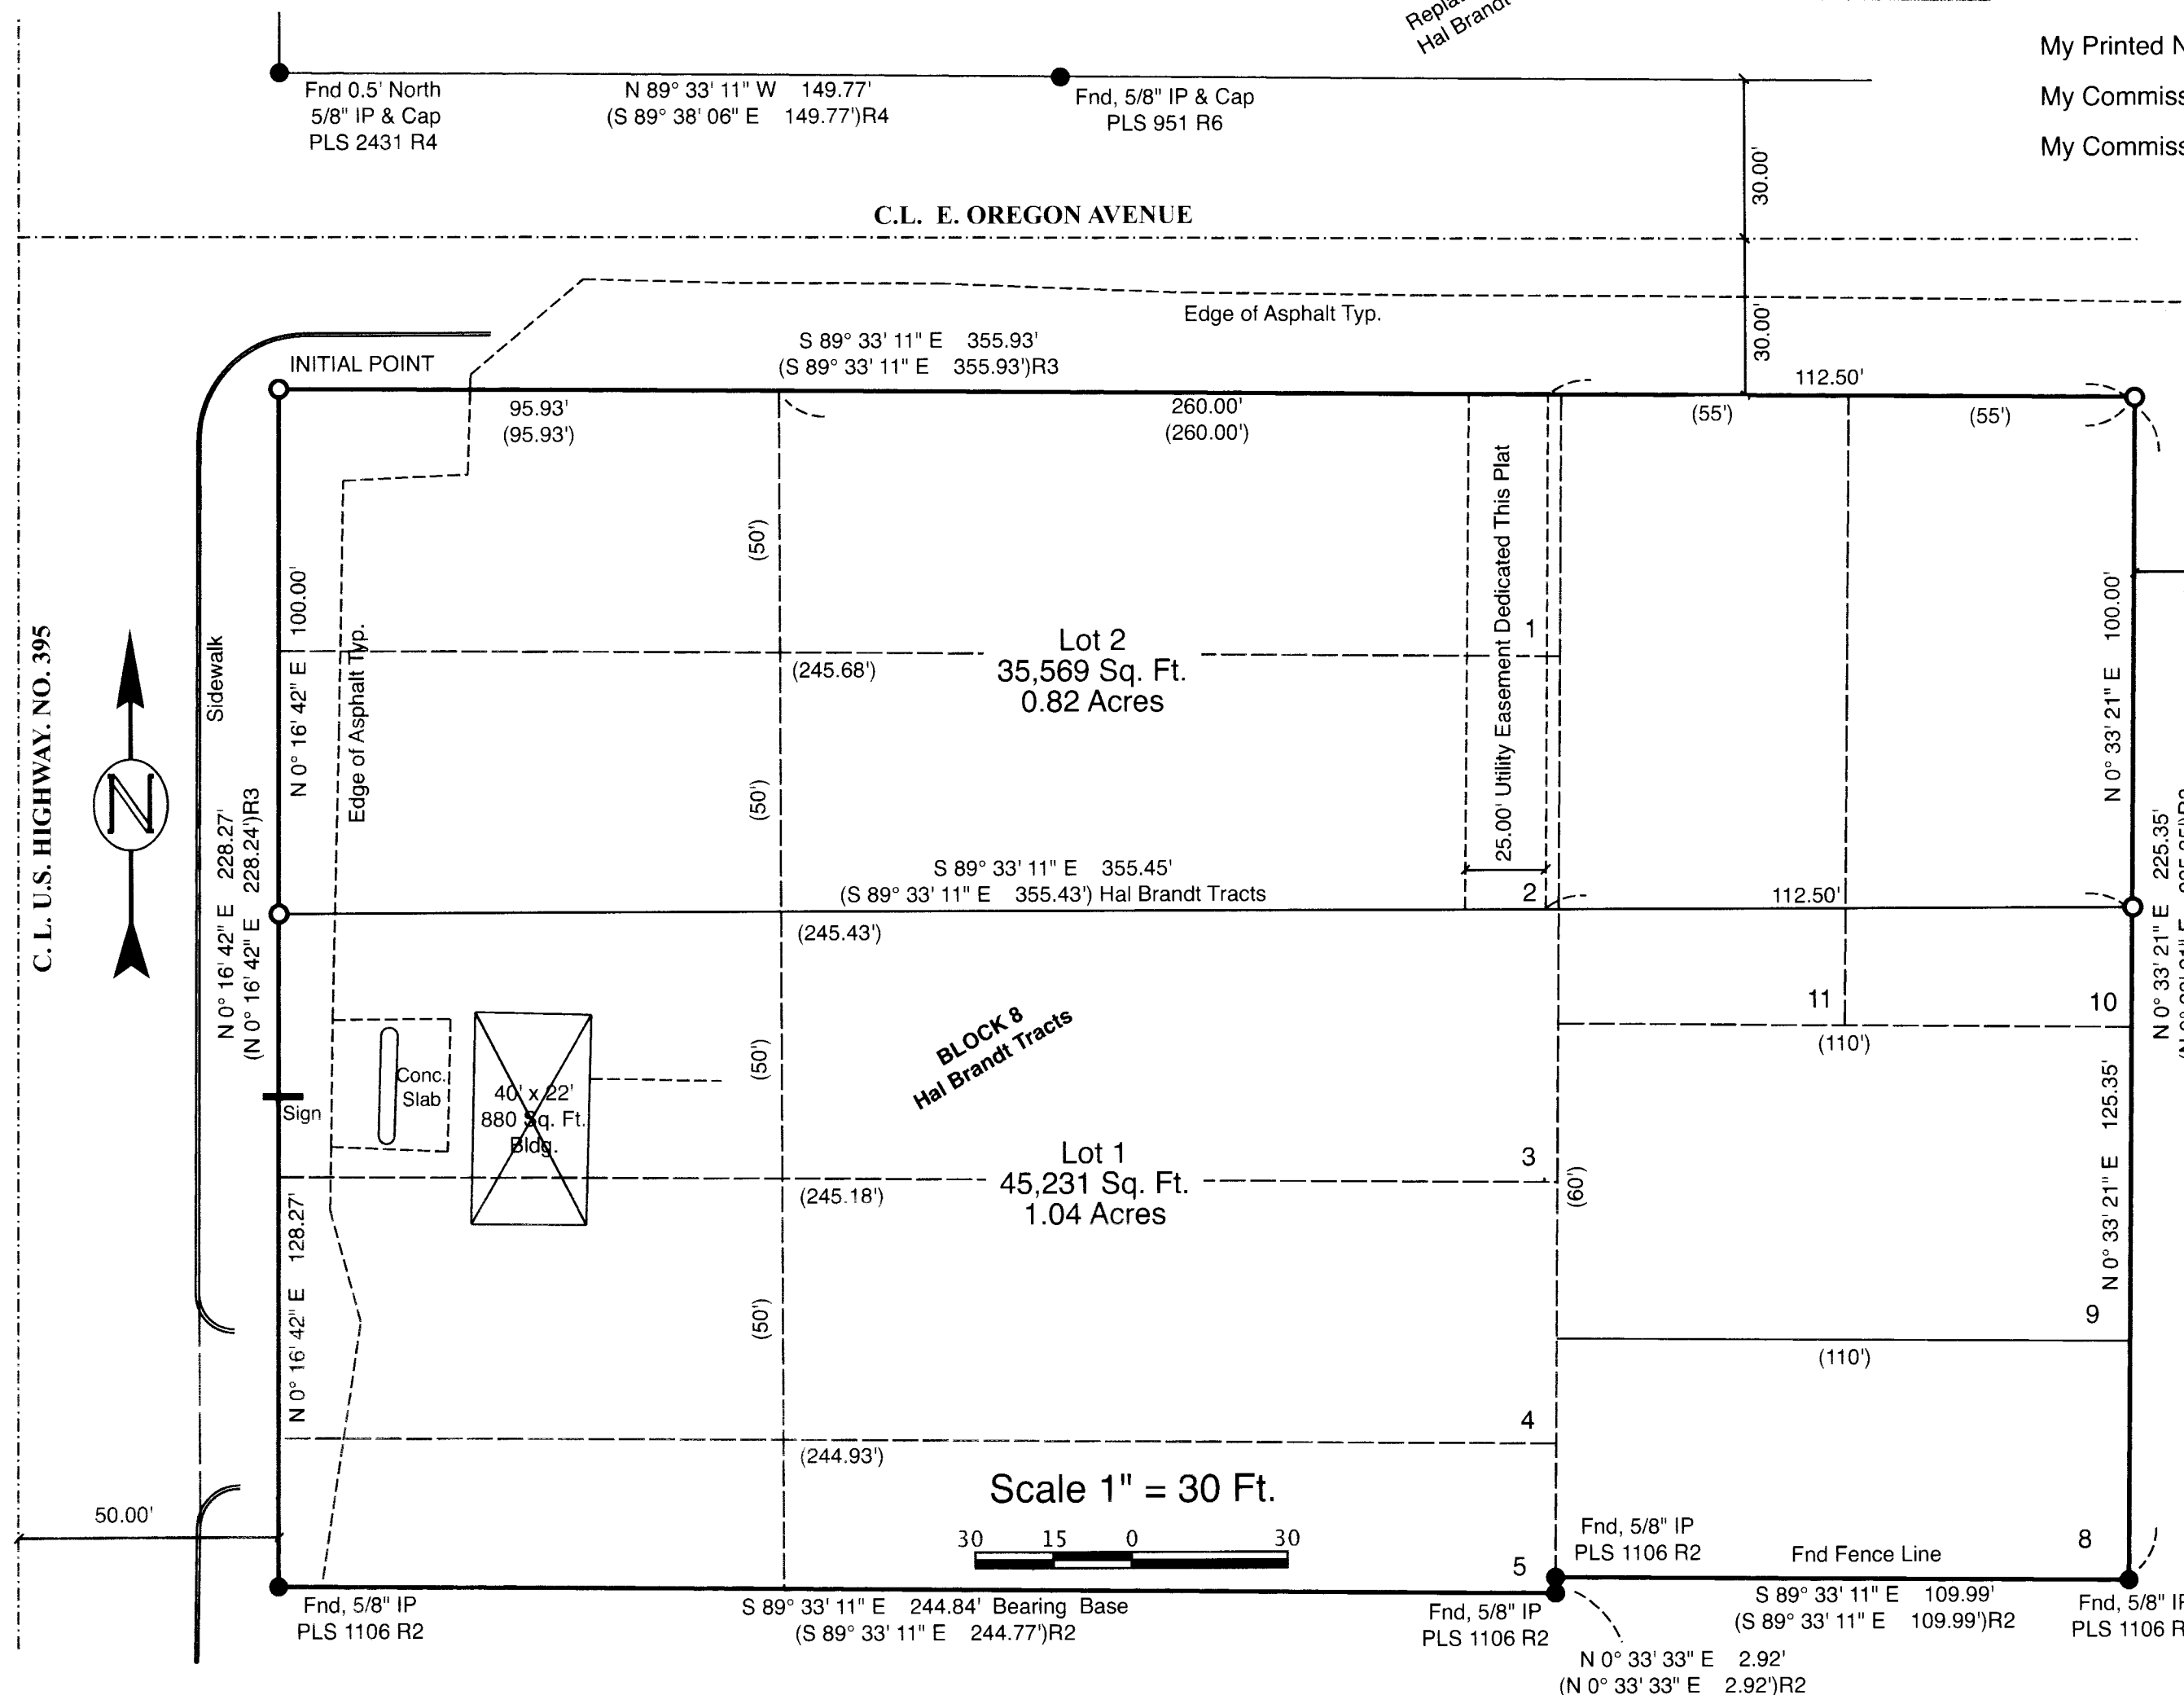 Replat
Hal Brandt
My Printed N
My Commiss
My Commiss
Fnd 0.5' North
5/8" IP & Cap
PLS 2431 R4
N 89° 33' 11" W 149.77'
(S 89° 38' 06" E 149.77')R4
Fnd, 5/8" IP & Cap
PLS 951 R6
30.00'
C.L. E. OREGON AVENUE
30.00'
Edge of Asphalt Typ.
S 89° 33' 11" E 355.93'
(S 89° 33' 11" E 355.93')R3
INITIAL POINT
112.50'
95.93'
(95.93')
260.00'
(260.00')
(55')
(55')
(50')
25.00' Utility Easement Dedicated This Plat
N 0° 16' 42" E 100.00'
Edge of Asphalt Typ.
Sidewalk
C. L. U.S. HIGHWAY. NO. 395
N
N 0° 33' 21" E 100.00'
1
Lot 2
35,569 Sq. Ft.
0.82 Acres
(245.68')
(50')
N 0° 16' 42" E 228.27'
(N 0° 16' 42" E 228.24')R3
N 0° 33' 21" E 225.35'
S 89° 33' 11" E 355.45'
(S 89° 33' 11" E 355.43') Hal Brandt Tracts
2
112.50'
(245.43')
11
10
(110')
BLOCK 8
Hal Brandt Tracts
(50')
Conc.
Slab
40' x 22'
880 Sq. Ft.
Bldg.
Sign
Lot 1
45,231 Sq. Ft.
1.04 Acres
3
(60')
(245.18')
N 0° 33' 21" E 125.35'
N 0° 16' 42" E 128.27'
(50')
9
(110')
4
(244.93')
Scale 1" = 30 Ft.
30 15 0 30
50.00'
5
Fnd, 5/8" IP
PLS 1106 R2
Fnd Fence Line
8
Fnd, 5/8" IP
PLS 1106 R2
S 89° 33' 11" E 244.84' Bearing Base
(S 89° 33' 11" E 244.77')R2
Fnd, 5/8" IP
PLS 1106 R2
S 89° 33' 11" E 109.99'
(S 89° 33' 11" E 109.99')R2
Fnd, 5/8" IP
PLS 1106 R
N 0° 33' 33" E 2.92'
(N 0° 33' 33" E 2.92')R2